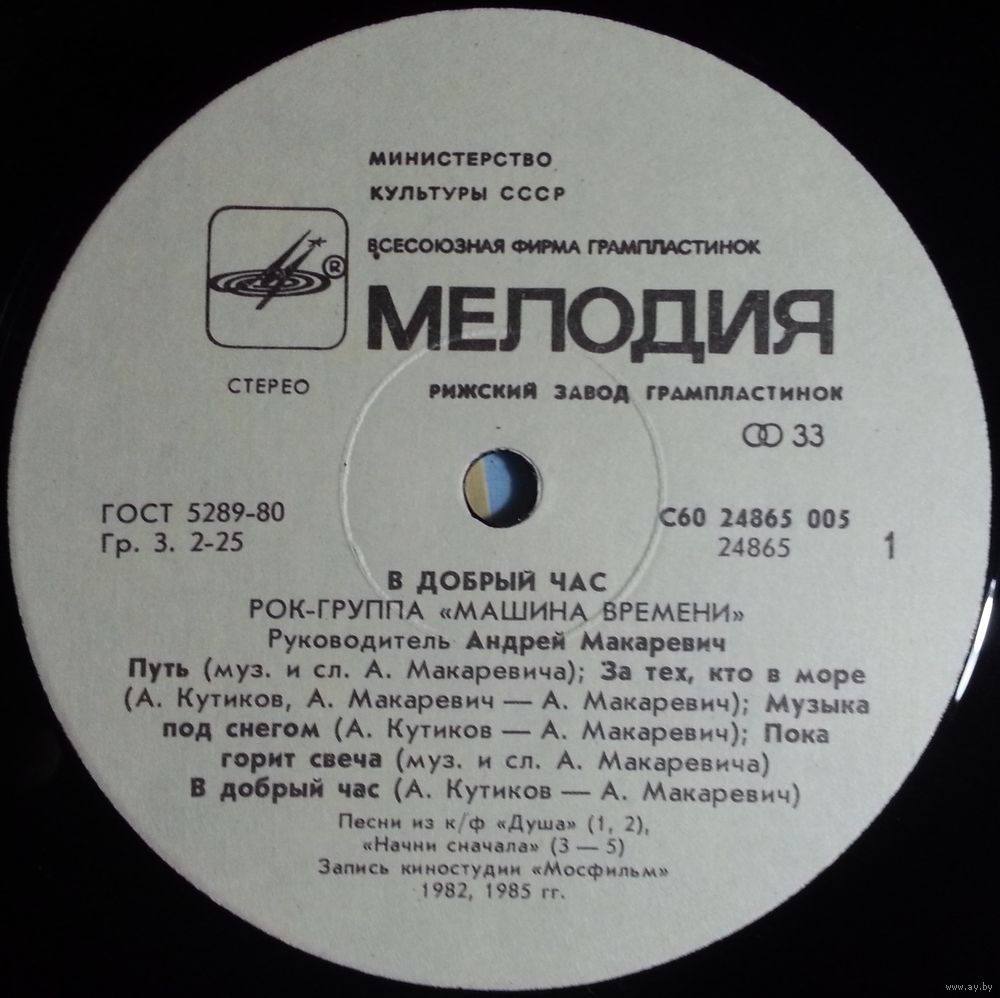 МИНИСТЕРСТВО
КУЛЬТУРЫ СССР
ВСЕСОЮЗНАЯ ФИРМА ГРАМПЛАСТИНОК
®
МЕЛОДИЯ
СТЕРЕО
РИЖСКИЙ ЗАВОД ГРАМПЛАСТИНОК
33
ГОСТ 5289-80
Гр. 3. 2-25
С60 24865 005
24865
1
В ДОБРЫЙ ЧАС
РОК-ГРУППА «МАШИНА ВРЕМЕНИ»
Руководитель Андрей Макаревич
Путь (муз. и сл. А. Макаревича); За тех, кто в море
(А. Кутиков, А. Макаревич — А. Макаревич); Музыка
под снегом (А. Кутиков — А. Макаревич); Пока
горит свеча (муз. и сл. А. Макаревича)
В добрый час (А. Кутиков — А. Макаревич)
Песни из к/ф «Душа» (1, 2),
«Начни сначала» (3 — 5)
Запись киностудии «Мосфильм»
1982, 1985 гг.
www.ay.by